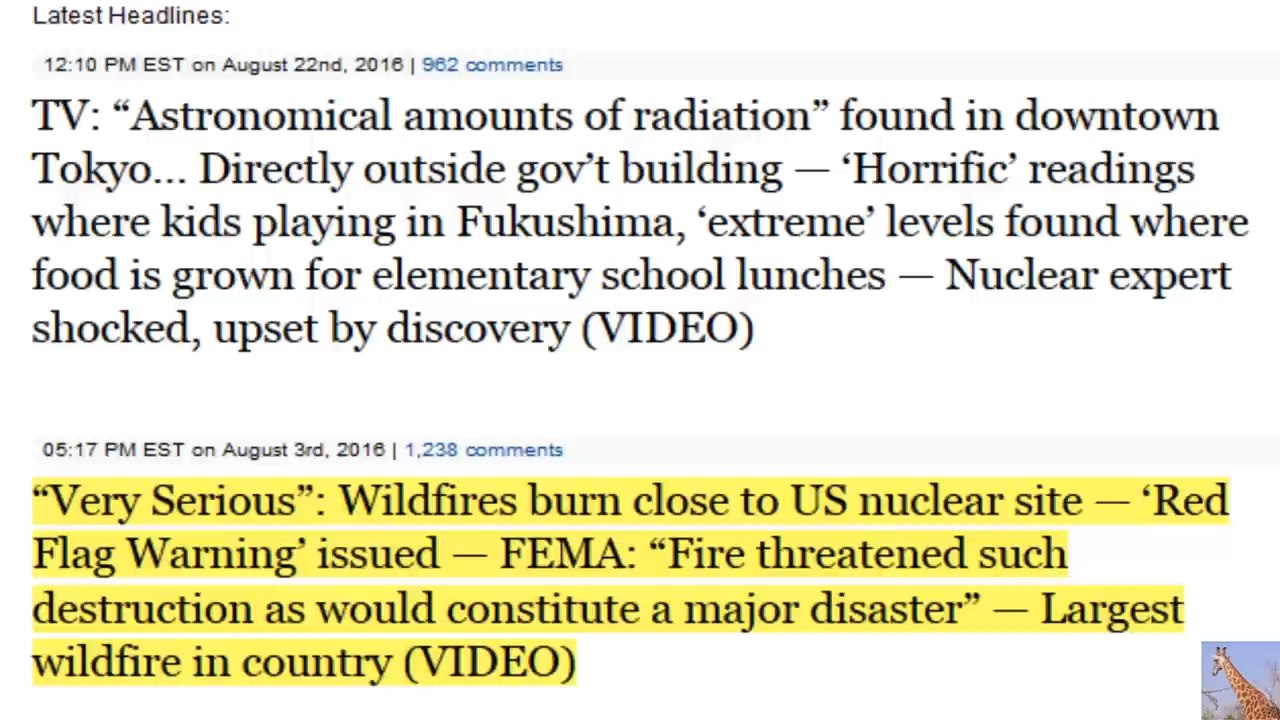 Latest Headlines:
12:10 PM EST on August 22nd, 2016 | 962 comments
TV: “Astronomical amounts of radiation” found in downtown
Tokyo… Directly outside gov’t building — ‘Horrific’ readings
where kids playing in Fukushima, ‘extreme’ levels found where
food is grown for elementary school lunches — Nuclear expert
shocked, upset by discovery (VIDEO)
05:17 PM EST on August 3rd, 2016 | 1,238 comments
“Very Serious”: Wildfires burn close to US nuclear site — ‘Red
Flag Warning’ issued — FEMA: “Fire threatened such
destruction as would constitute a major disaster” — Largest
wildfire in country (VIDEO)